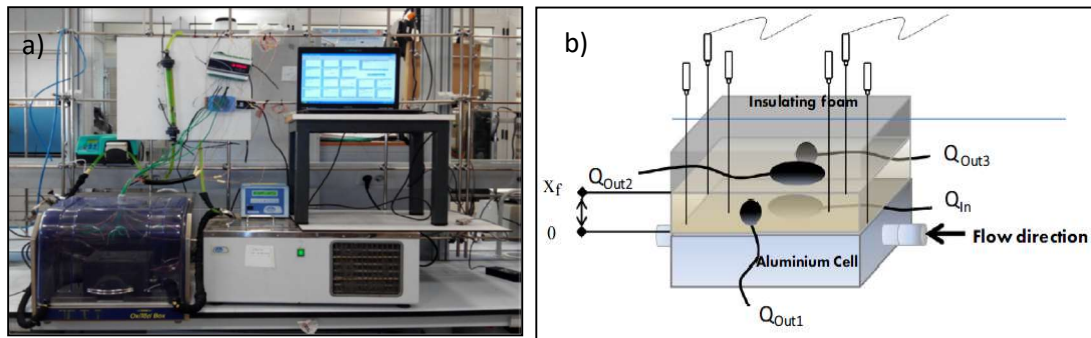 a)
b)
Insulating foam
Q_Out3
Q_Out2
X_f
Q_In
0
Flow direction
Aluminium Cell
Q_Out1